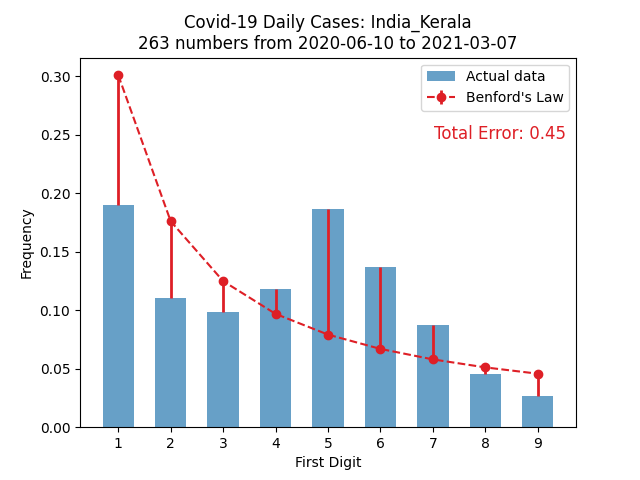 Covid-19 Daily Cases: India_Kerala
263 numbers from 2020-06-10 to 2021-03-07
Actual data
Benford's Law
Total Error: 0.45
Frequency
0.30
0.25
0.20
0.15
0.10
0.05
0.00
1 2 3 4 5 6 7 8 9
First Digit